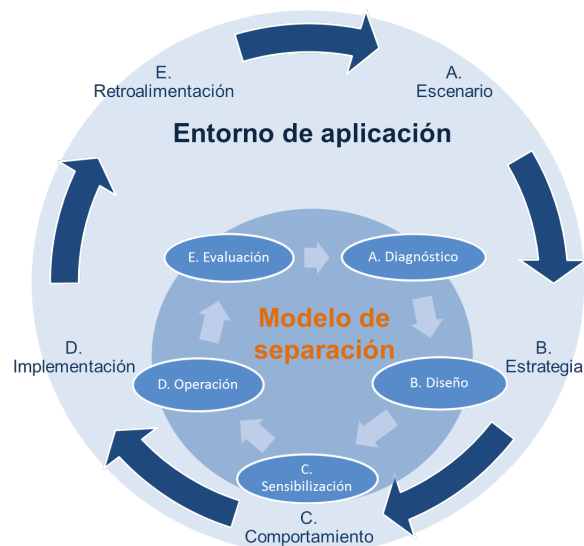 E.
Retroalimentación
A.
Escenario
Entorno de aplicación
E. Evaluación
A. Diagnóstico
Modelo de
separación
D.
Implementación
B.
Estrategia
D. Operación
B. Diseño
C.
Sensibilización
C.
Comportamiento